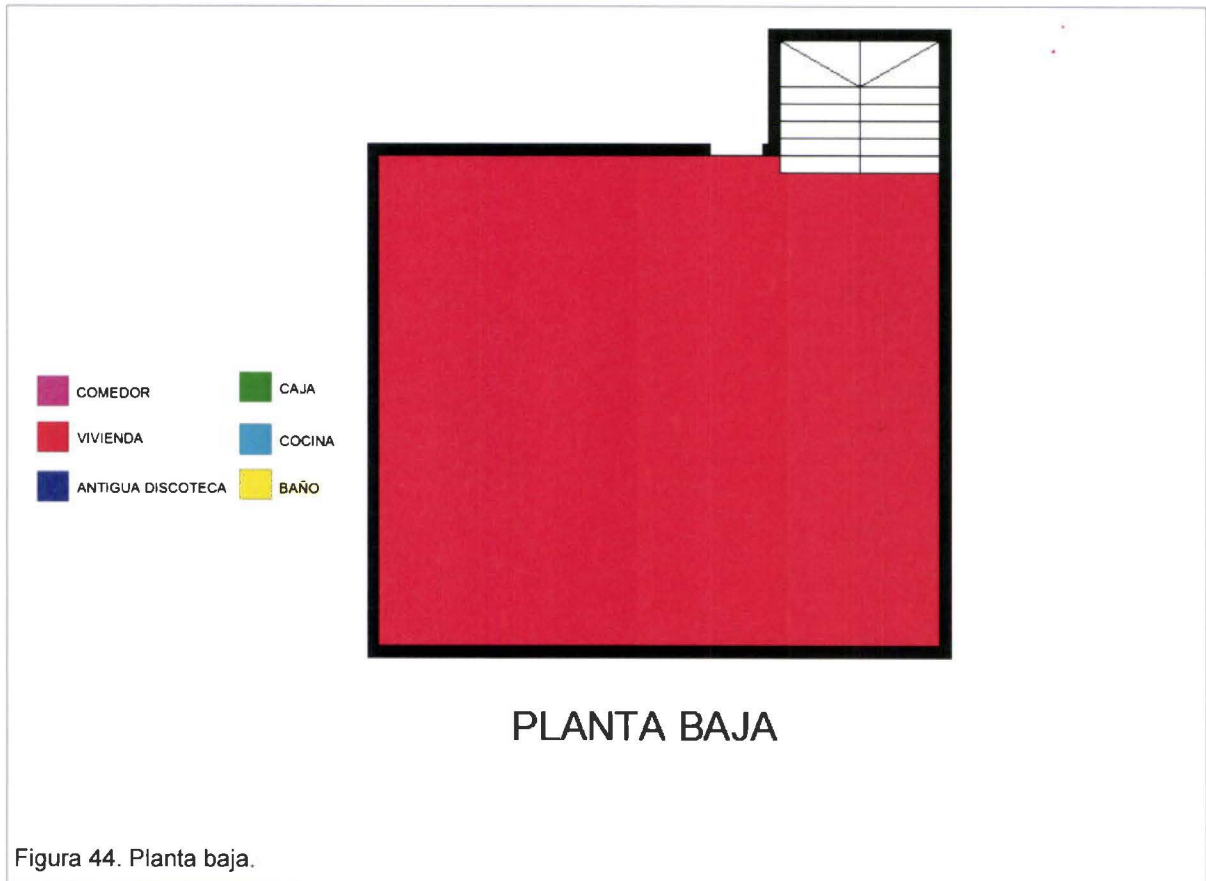 COMEDOR
VIVIENDA
ANTIGUA DISCOTECA
CAJA
COCINA
BAÑO
PLANTA BAJA
Figura 44. Planta baja.